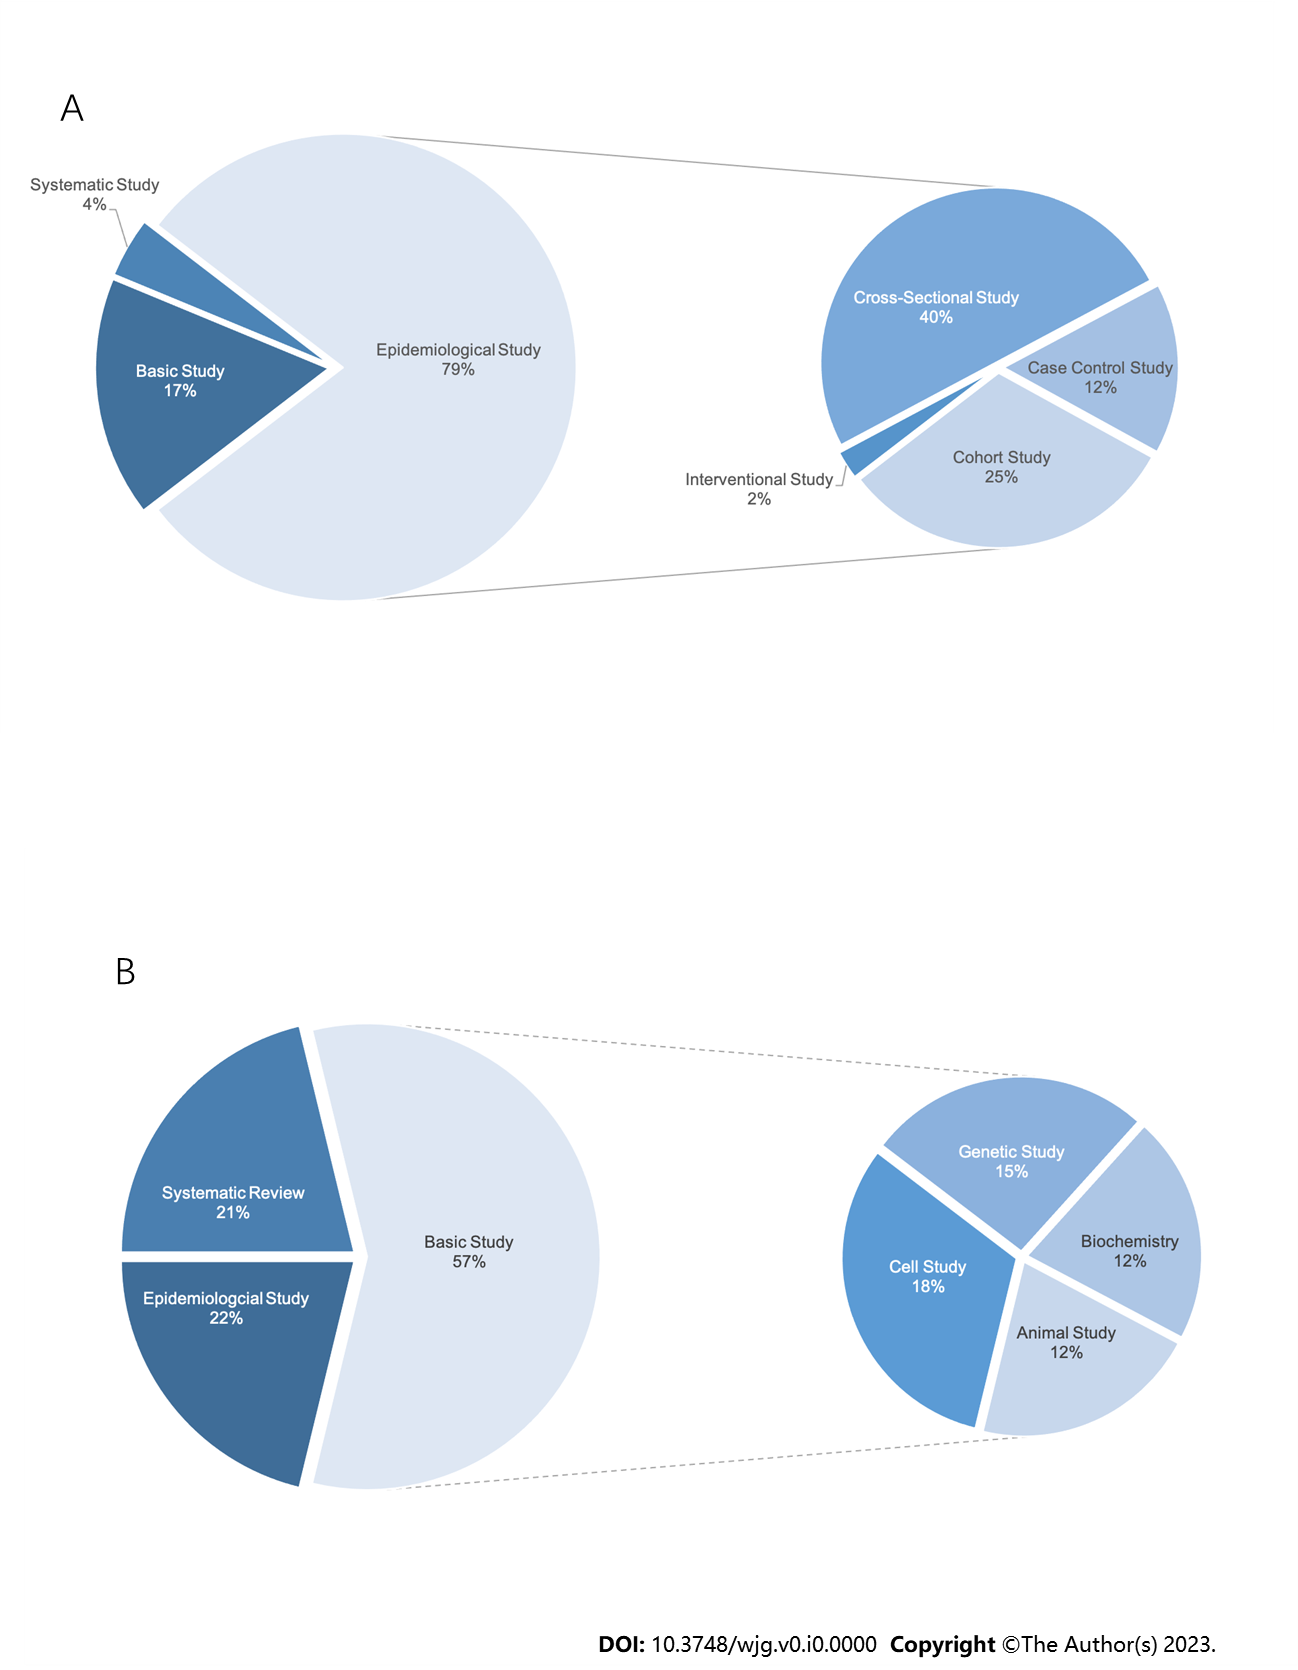 A
Systematic Study
4%
Basic Study
17%
Epidemiological Study
79%
Cross-Sectional Study
40%
Case Control Study
12%
Cohort Study
25%
Interventional Study
2%
B
Systematic Review
21%
Epidemiologcial Study
22%
Basic Study
57%
Genetic Study
15%
Biochemistry
12%
Cell Study
18%
Animal Study
12%
DOI: 10.3748/wjg.v0.i0.0000 Copyright ©The Author(s) 2023.